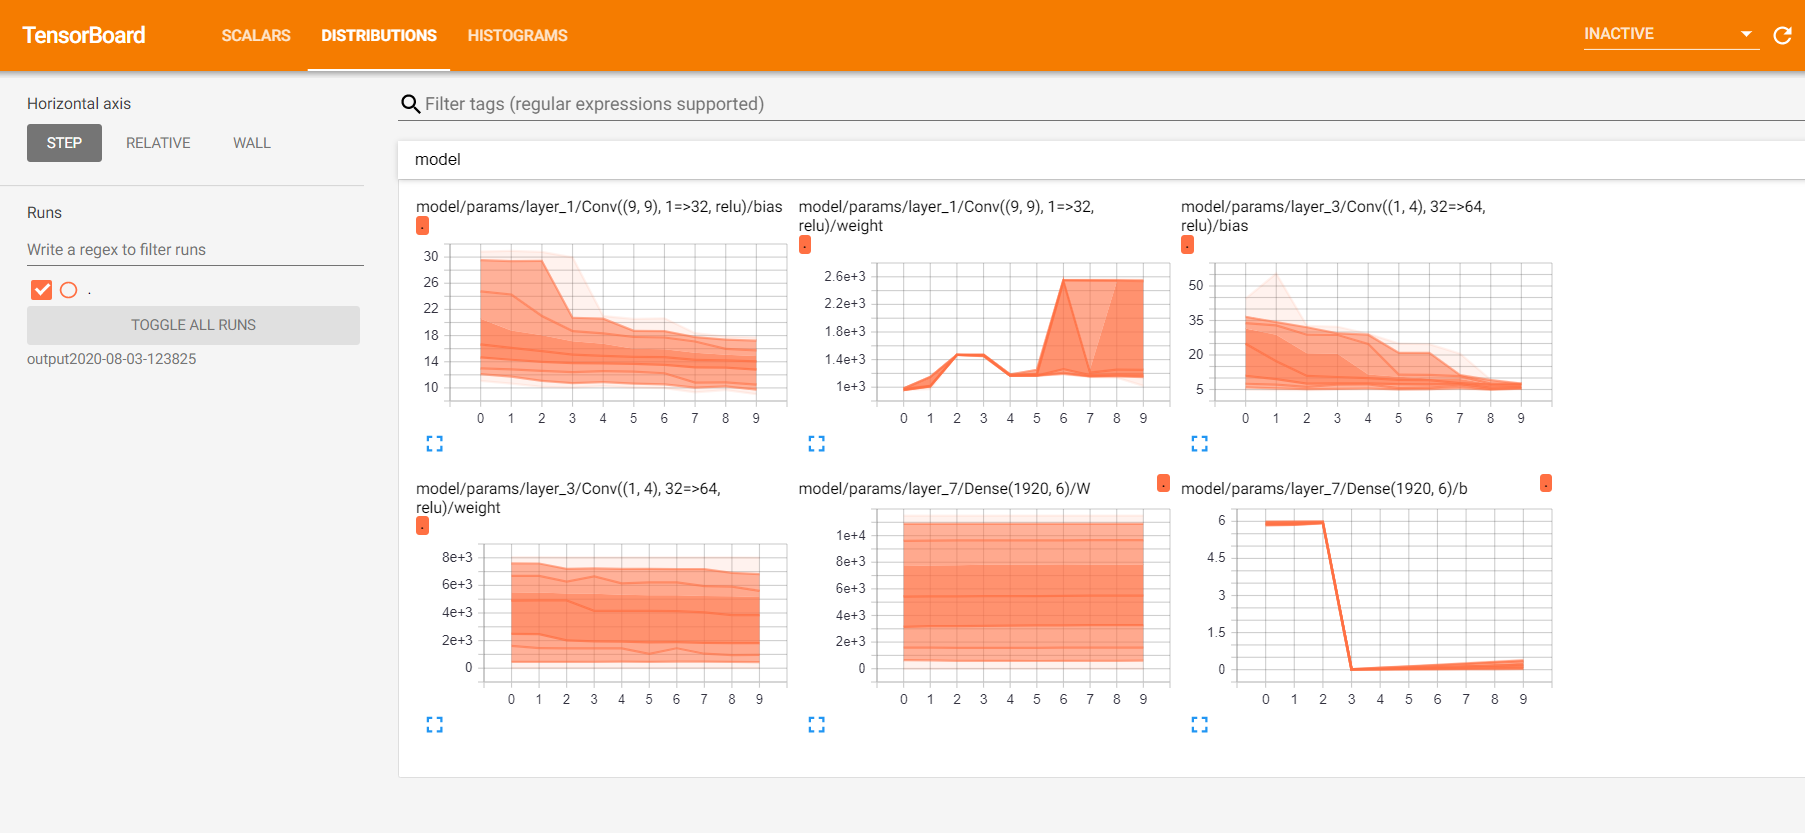 TensorBoard
SCALARS
DISTRIBUTIONS
HISTOGRAMS
INACTIVE
Horizontal axis
STEP
RELATIVE
WALL
Runs
Write a regex to filter runs
.
TOGGLE ALL RUNS
output2020-08-03-123825
Filter tags (regular expressions supported)
model
model/params/layer_1/Conv((9, 9), 1=>32, relu)/bias
.
30
26
22
18
14
10
0 1 2 3 4 5 6 7 8 9
model/params/layer_1/Conv((9, 9), 1=>32,
relu)/weight
.
2.6e+3
2.2e+3
1.8e+3
1.4e+3
1e+3
0 1 2 3 4 5 6 7 8 9
model/params/layer_3/Conv((1, 4), 32=>64,
relu)/bias
.
50
35
20
5
0 1 2 3 4 5 6 7 8 9
model/params/layer_3/Conv((1, 4), 32=>64,
relu)/weight
.
8e+3
6e+3
4e+3
2e+3
0
0 1 2 3 4 5 6 7 8 9
model/params/layer_7/Dense(1920, 6)/W
.
1e+4
8e+3
6e+3
4e+3
2e+3
0
0 1 2 3 4 5 6 7 8 9
model/params/layer_7/Dense(1920, 6)/b
.
6
4.5
3
1.5
0
0 1 2 3 4 5 6 7 8 9